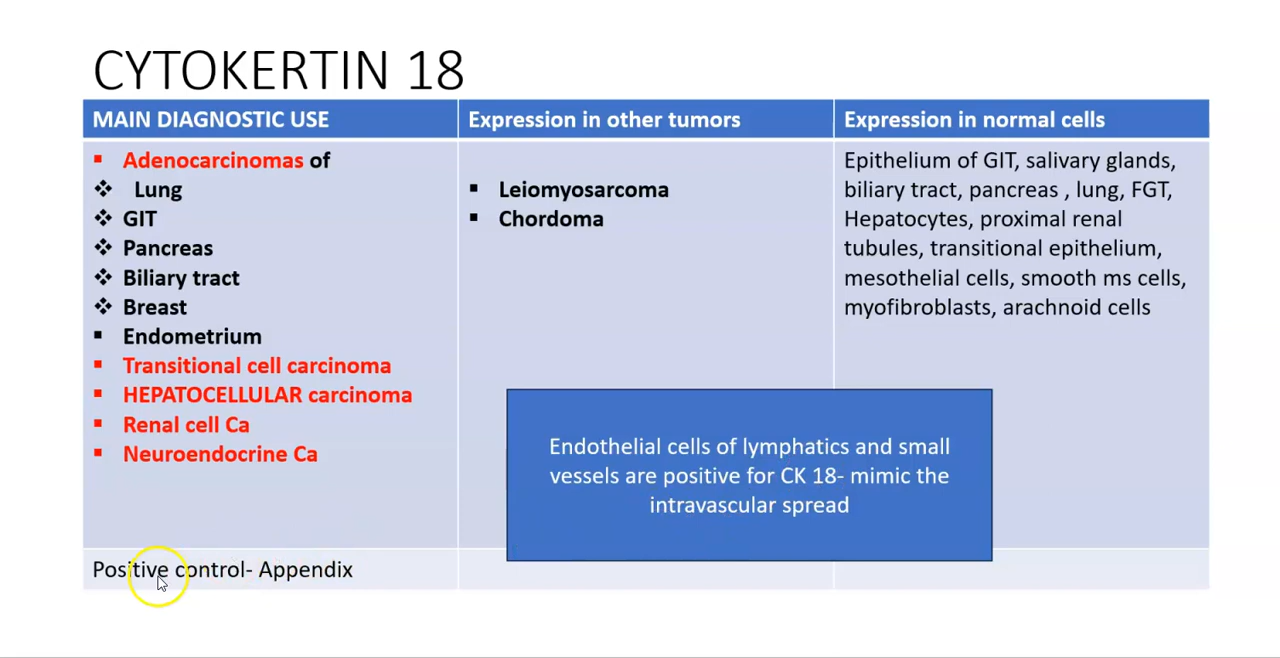 CYTOKERTIN 18
MAIN DIAGNOSTIC USE
Adenocarcinomas of
Lung
GIT
Pancreas
Biliary tract
Breast
Endometrium
Transitional cell carcinoma
HEPATOCELLULAR carcinoma
Renal cell Ca
Neuroendocrine Ca
Expression in other tumors
Leiomyosarcoma
Chordoma
Expression in normal cells
Epithelium of GIT, salivary glands,
biliary tract, pancreas , lung, FGT,
Hepatocytes, proximal renal
tubules, transitional epithelium,
mesothelial cells, smooth ms cells,
myofibroblasts, arachnoid cells
Endothelial cells of lymphatics and small
vessels are positive for CK 18- mimic the
intravascular spread
Positive control- Appendix